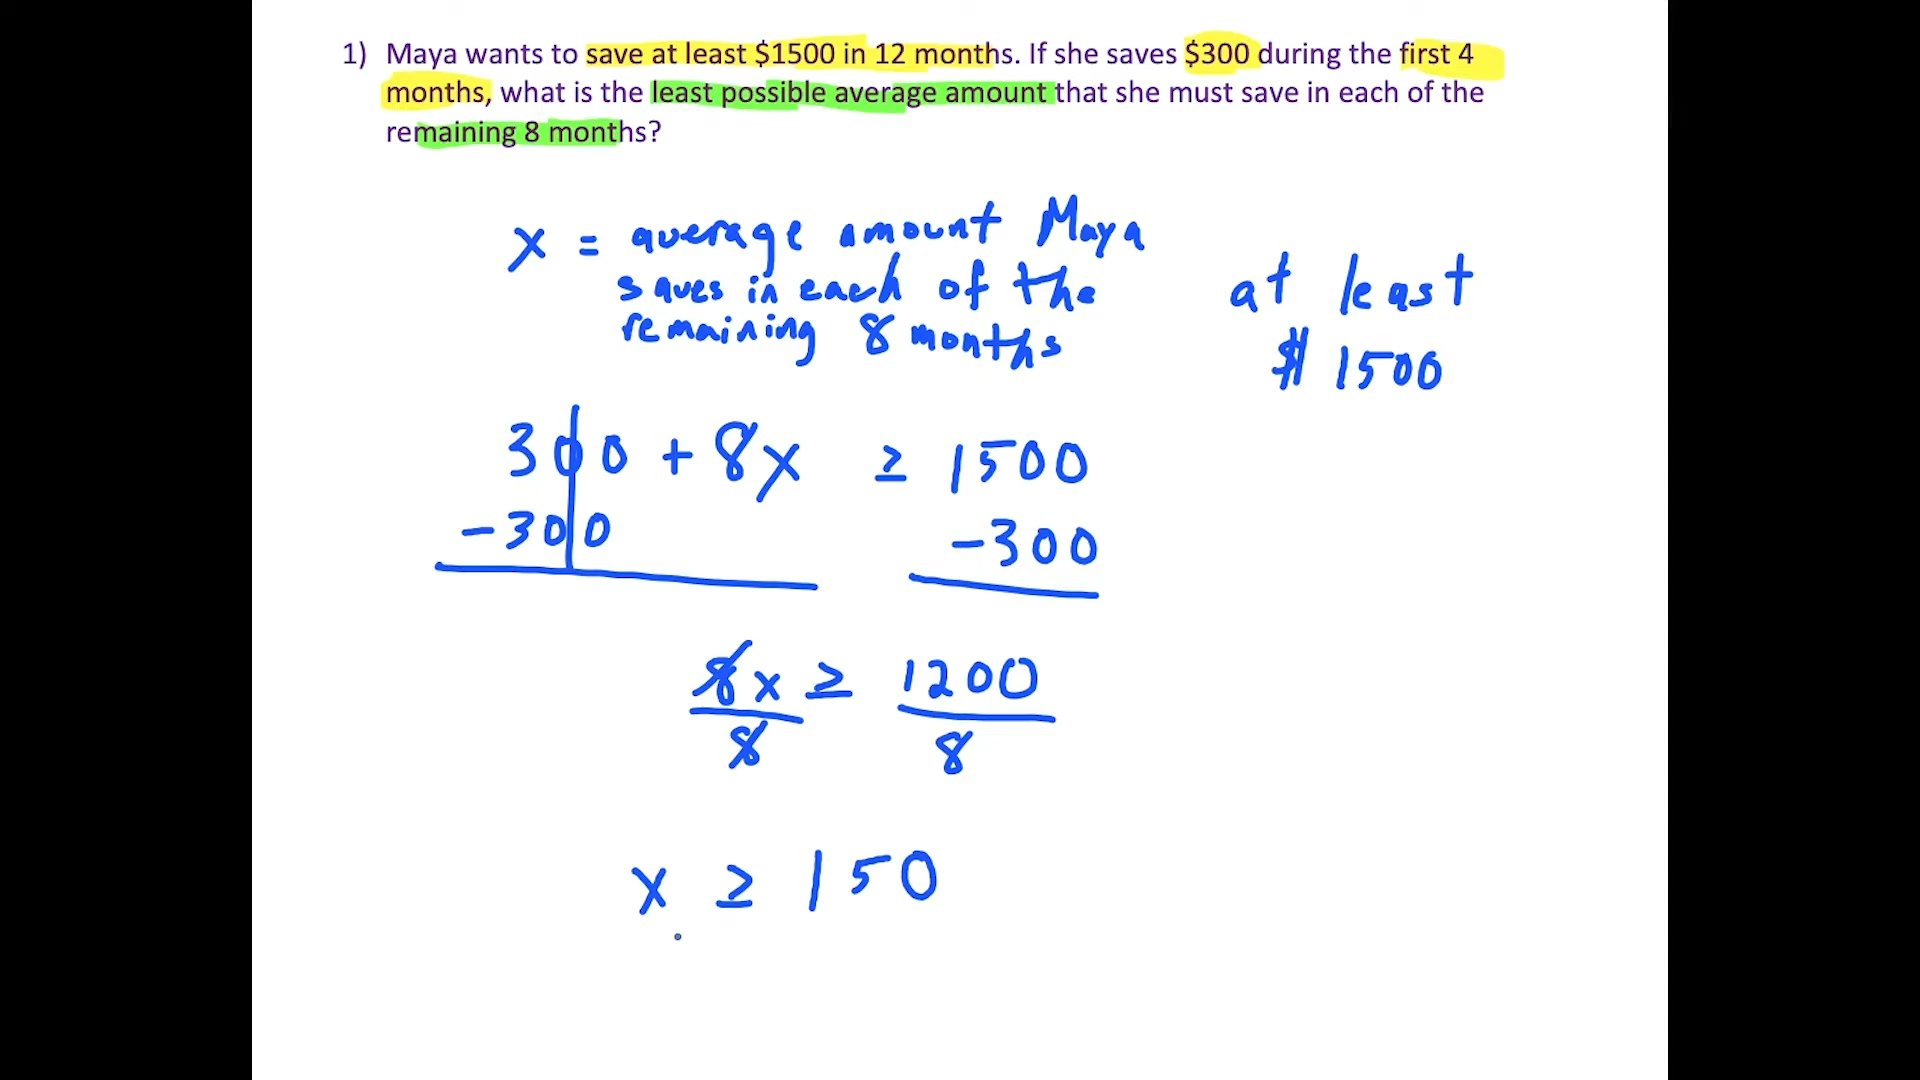 1) Maya wants to save at least $1500 in 12 months. If she saves $300 during the first 4
months, what is the least possible average amount that she must save in each of the
remaining 8 months?
x = average amount Maya
saves in each of the
remaining 8 months
at least
$ 1500
300 + 8x ≥ 1500
-300 -300
8x ≥ 1200
8 8
x ≥ 150